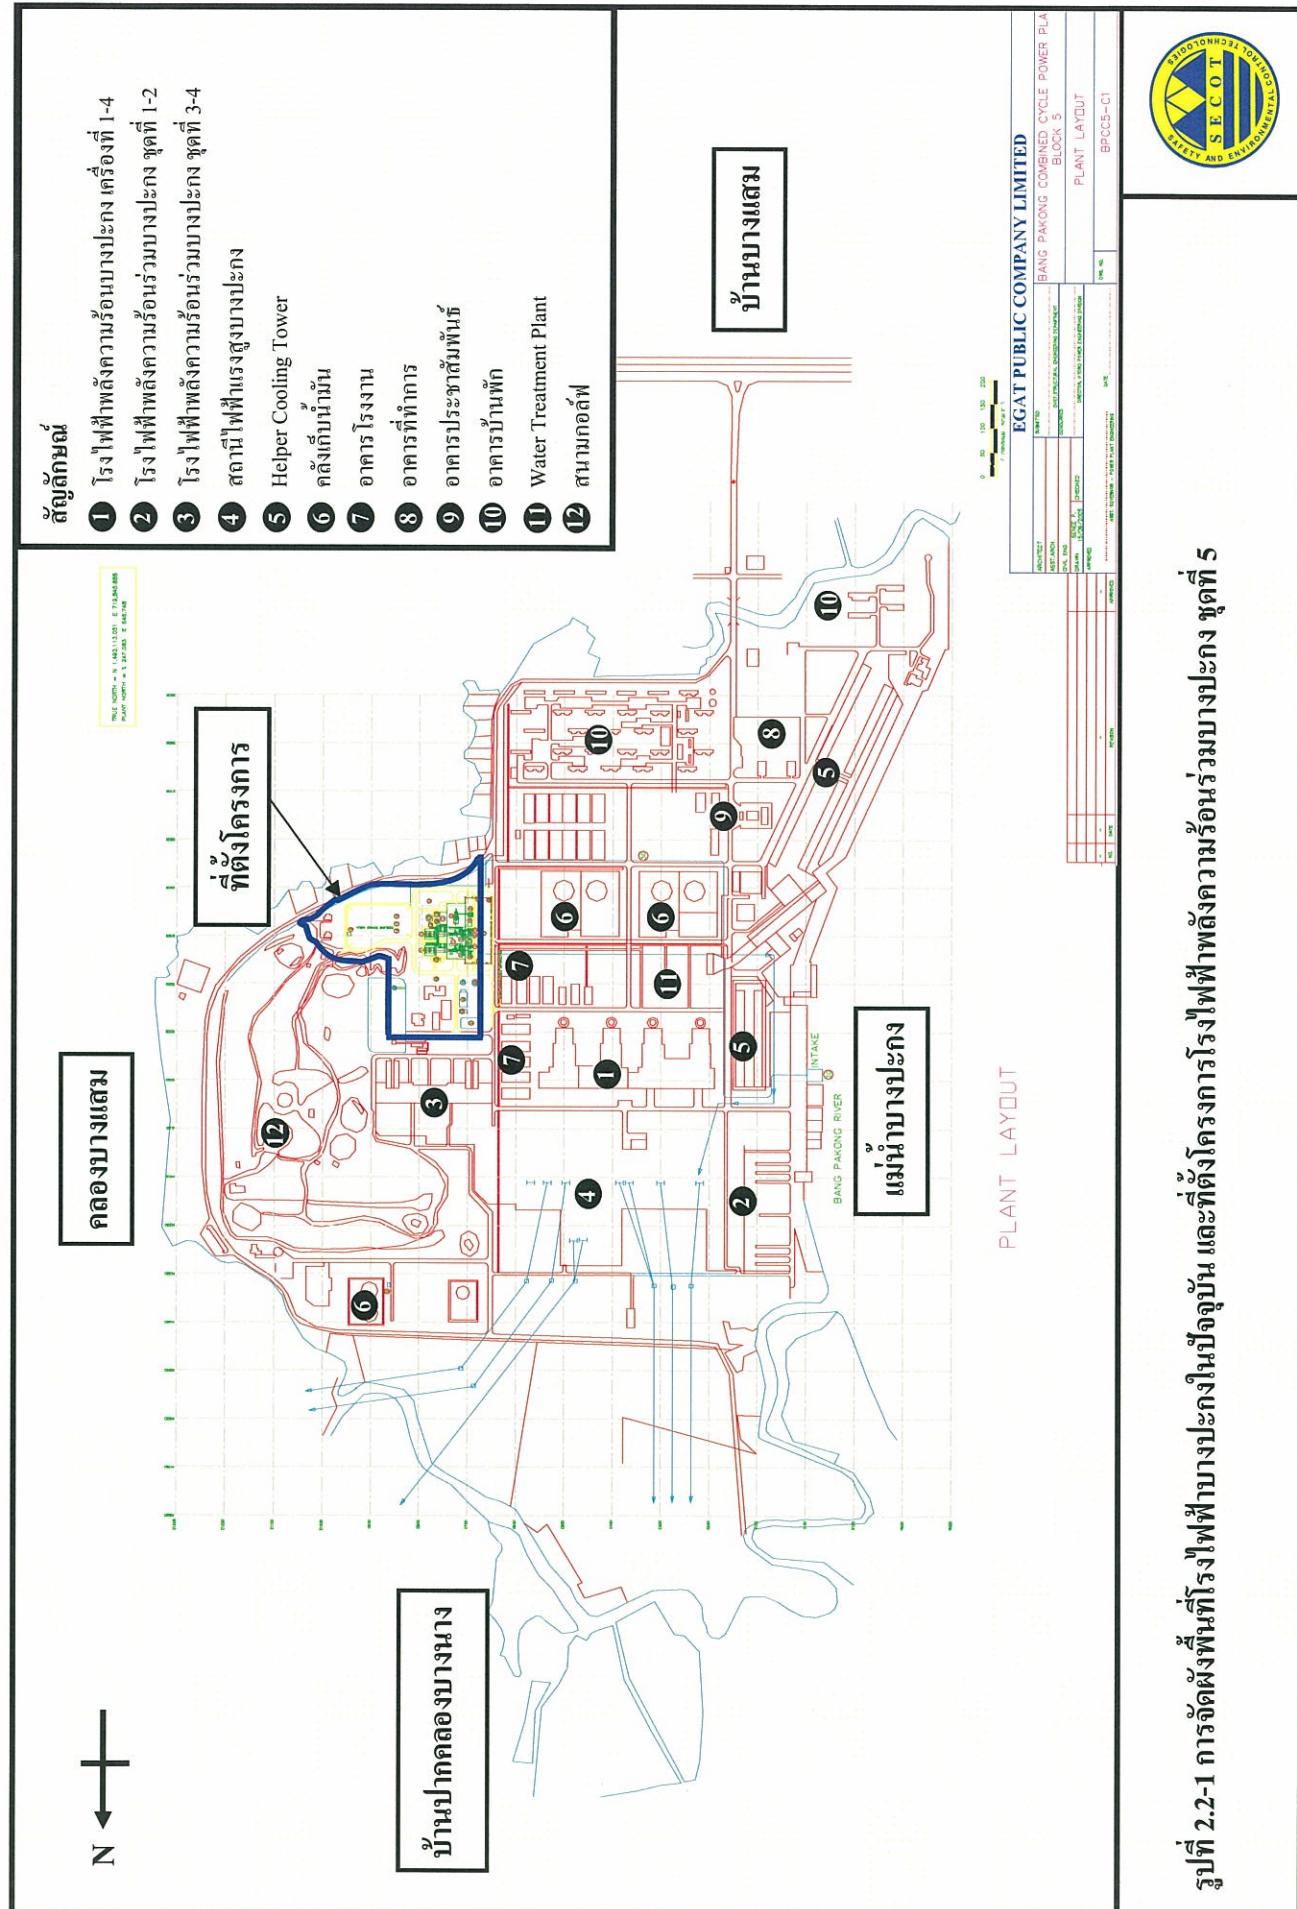 สัญลักษณ์
1 โรงไฟฟ้าพลังความร้อนบางปะกง เครื่องที่ 1-4
2 โรงไฟฟ้าพลังความร้อนร่วมบางปะกง ชุดที่ 1-2
3 โรงไฟฟ้าพลังความร้อนร่วมบางปะกง ชุดที่ 3-4
4 สถานีไฟฟ้าแรงสูงบางปะกง
5 Helper Cooling Tower
6 คลังเก็บน้ำมัน
7 อาคารโรงงาน
8 อาคารที่ทำการ
9 อาคารประชาสัมพันธ์
10 อาคารบ้านพัก
11 Water Treatment Plant
12 สนามกอล์ฟ
N
คลองบางแสม
ที่ตั้งโครงการ
บ้านบางแสม
บ้านปากคลองบางนาง
แม่น้ำบางปะกง
BANG PAKONG RIVER
INTAKE
12
3
6
7
7
6
6
10
1
4
11
9
8
10
5
5
2
PLANT LAYOUT
EGAT PUBLIC COMPANY LIMITED
BANG PAKONG COMBINED CYCLE POWER PLA
BLOCK 5
PLANT LAYOUT
BPCC5-C1
SECOT
SAFETY AND ENVIRONMENTAL CONTROL TECHNOLOGIES
รูปที่ 2.2-1 การจัดผังพื้นที่โรงไฟฟ้าบางปะกงในปัจจุบัน และที่ตั้งโครงการโรงไฟฟ้าพลังความร้อนร่วมบางปะกง ชุดที่ 5